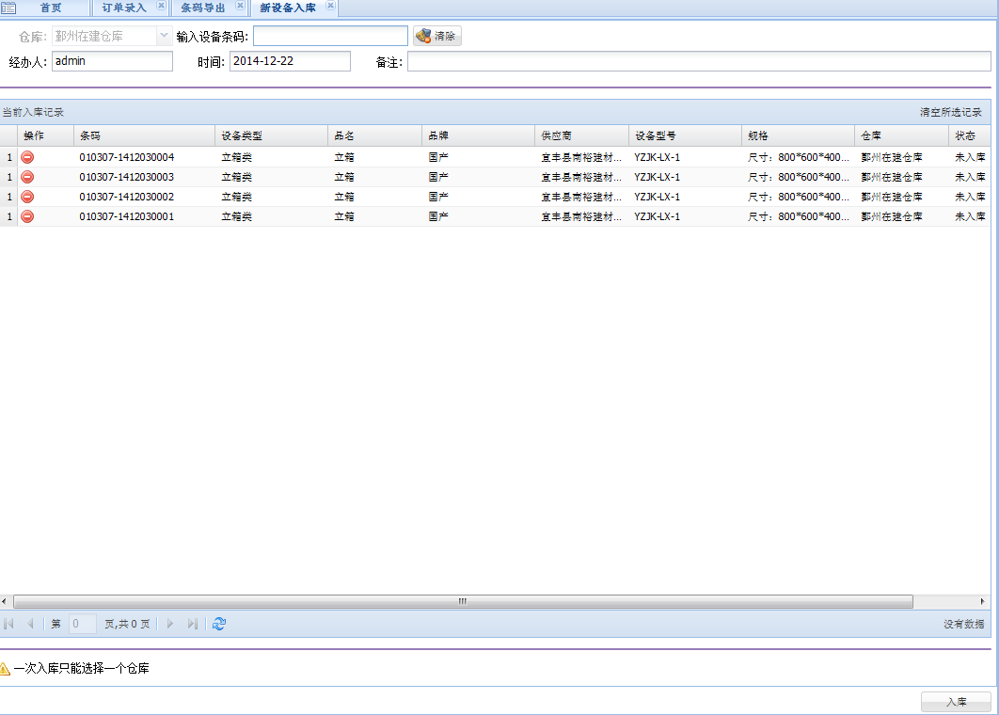 首页 订单录入 条码导出 新设备入库
仓库: 鄞州在建仓库 输入设备条码: 清除
经办人: admin 时间: 2014-12-22 备注:
当前入库记录 清空所选记录
操作 条码 设备类型 品名 品牌 供应商 设备型号 规格 仓库 状态
1 010307-1412030004 立箱类 立箱 国产 宜丰县南裕建材... YZJK-LX-1 尺寸：800*600*400... 鄞州在建仓库 未入库
1 010307-1412030003 立箱类 立箱 国产 宜丰县南裕建材... YZJK-LX-1 尺寸：800*600*400... 鄞州在建仓库 未入库
1 010307-1412030002 立箱类 立箱 国产 宜丰县南裕建材... YZJK-LX-1 尺寸：800*600*400... 鄞州在建仓库 未入库
1 010307-1412030001 立箱类 立箱 国产 宜丰县南裕建材... YZJK-LX-1 尺寸：800*600*400... 鄞州在建仓库 未入库
第 0 页,共 0 页 没有数据
一次入库只能选择一个仓库
入库